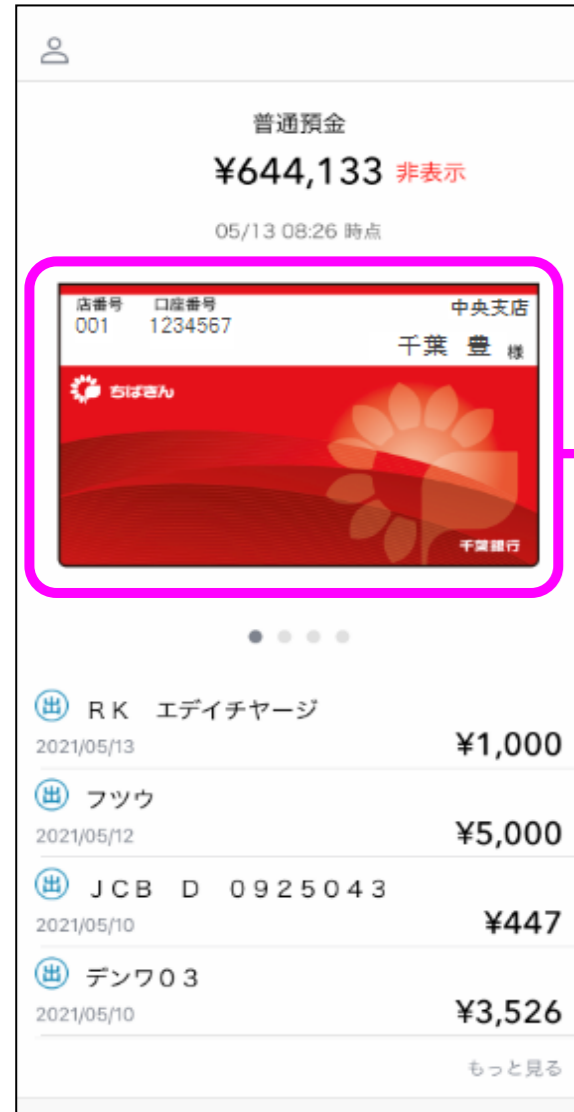 普通預金
¥644,133 非表示
05/13 08:26 時点
店番号 口座番号 中央支店
001 1234567
千葉 豊 様
ちばぎん
千葉銀行
出 RK エデイチヤージ
2021/05/13 ¥1,000
出 フツウ
2021/05/12 ¥5,000
出 JCB D 0925043
2021/05/10 ¥447
出 デンワ03
2021/05/10 ¥3,526
もっと見る